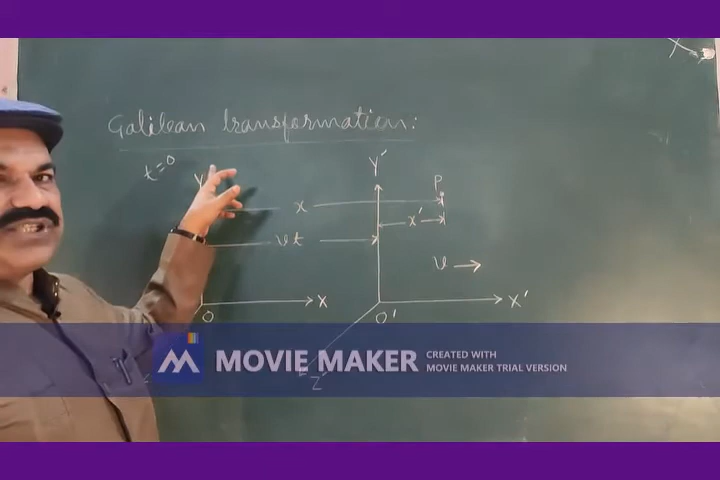 Galilean transformation:
t=0
Y
Y′
P
x
x′
vt
v →
X
X′
O
O′
Z′
MOVIE MAKER
CREATED WITH
MOVIE MAKER TRIAL VERSION